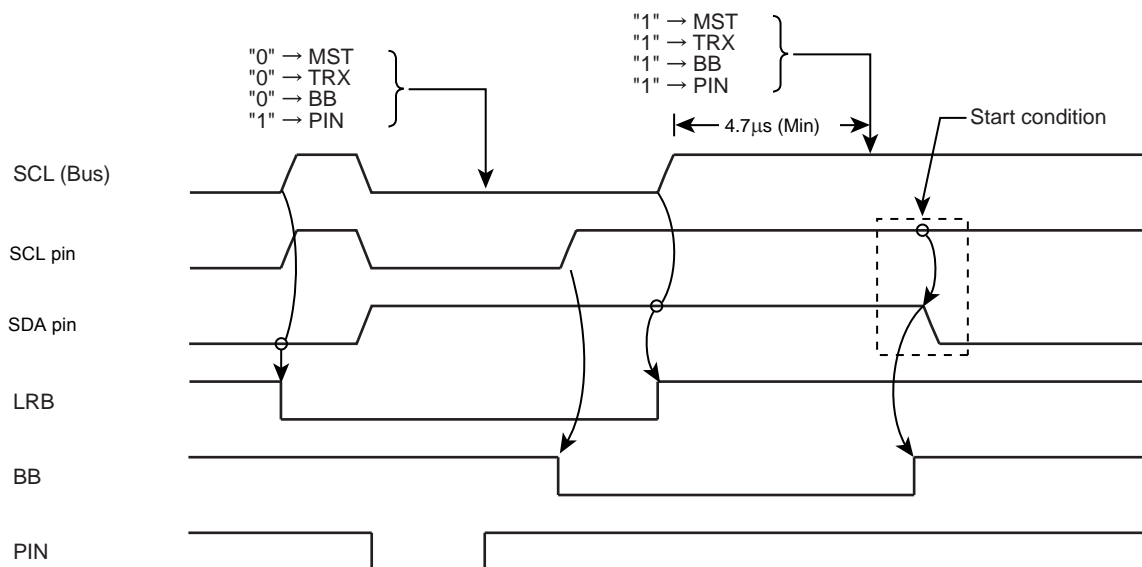 "0" → MST
"0" → TRX
"0" → BB
"1" → PIN
"1" → MST
"1" → TRX
"1" → BB
"1" → PIN
4.7μs (Min)
Start condition
SCL (Bus)
SCL pin
SDA pin
LRB
BB
PIN